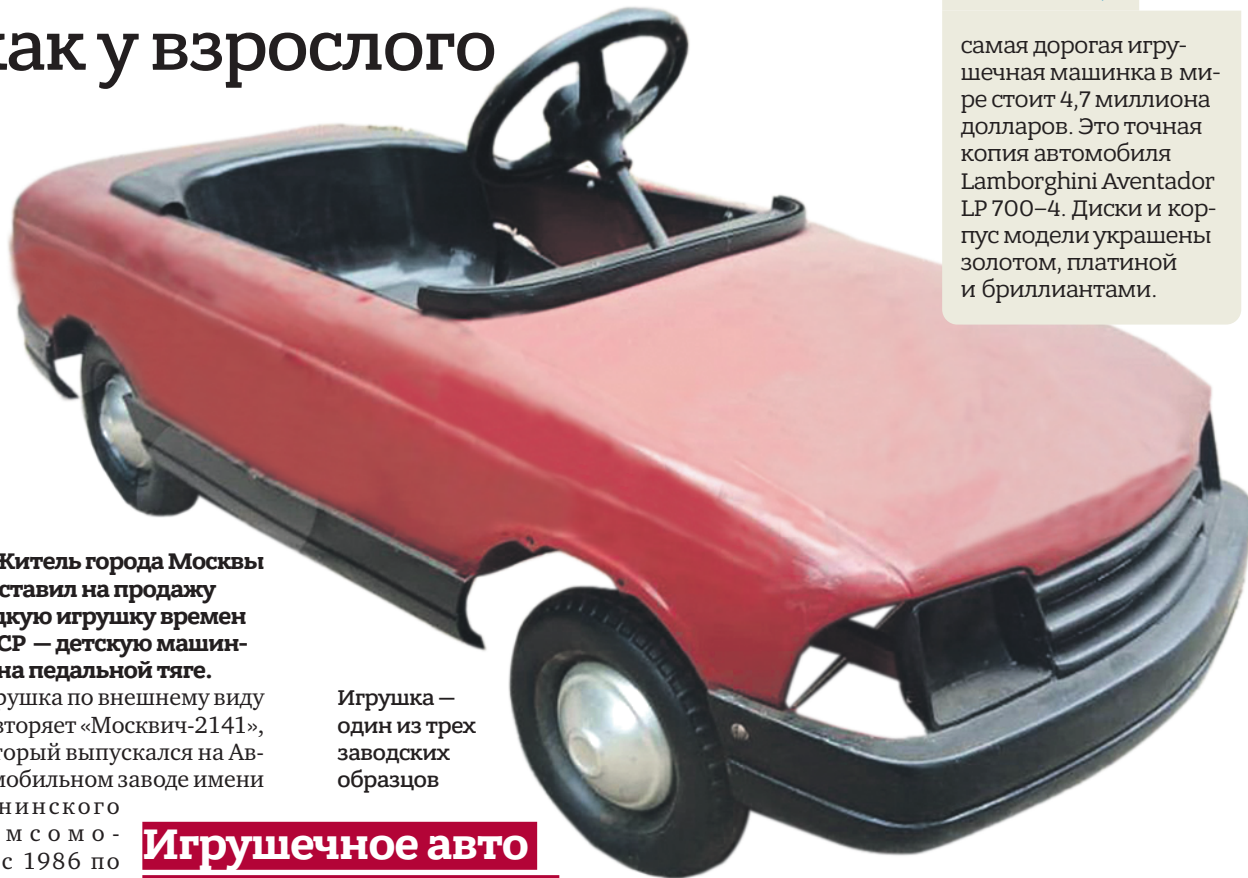 как у взрослого
самая дорогая игру-
шечная машинка в ми-
ре стоит 4,7 миллиона
долларов. Это точная
копия автомобиля
Lamborghini Aventador
LP 700–4. Диски и кор-
пус модели украшены
золотом, платиной
и бриллиантами.
Житель города Москвы
ставил на продажу
дкую игрушку времен
СР — детскую машин-
на педальной тяге.
рушка по внешнему виду
вторяет «Москвич-2141»,
торый выпускался на Ав-
мобильном заводе имени
нинского
мсомо-
с 1986 по
Игрушка —
один из трех
заводских
образцов
Игрушечное авто